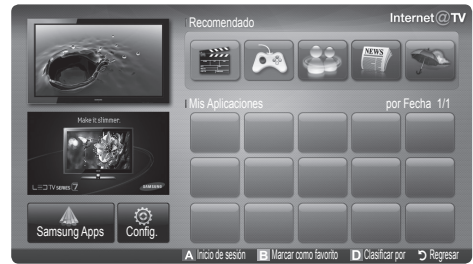 Internet@TV
Recomendado
NEWS
Mis Aplicaciones por Fecha 1/1
Make it slimmer.
LED TV SERIES 7
SAMSUNG
Samsung Apps Config.
A Inicio de sesión B Marcar como favorito D Clasificar por Regresar